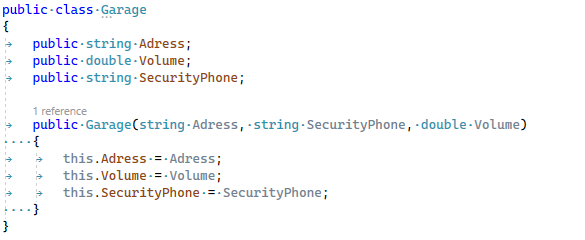 public class Garage
{
public string Adress;
public double Volume;
public string SecurityPhone;
1 reference
public Garage(string Adress, string SecurityPhone, double Volume)
{
this.Adress = Adress;
this.Volume = Volume;
this.SecurityPhone = SecurityPhone;
}
}